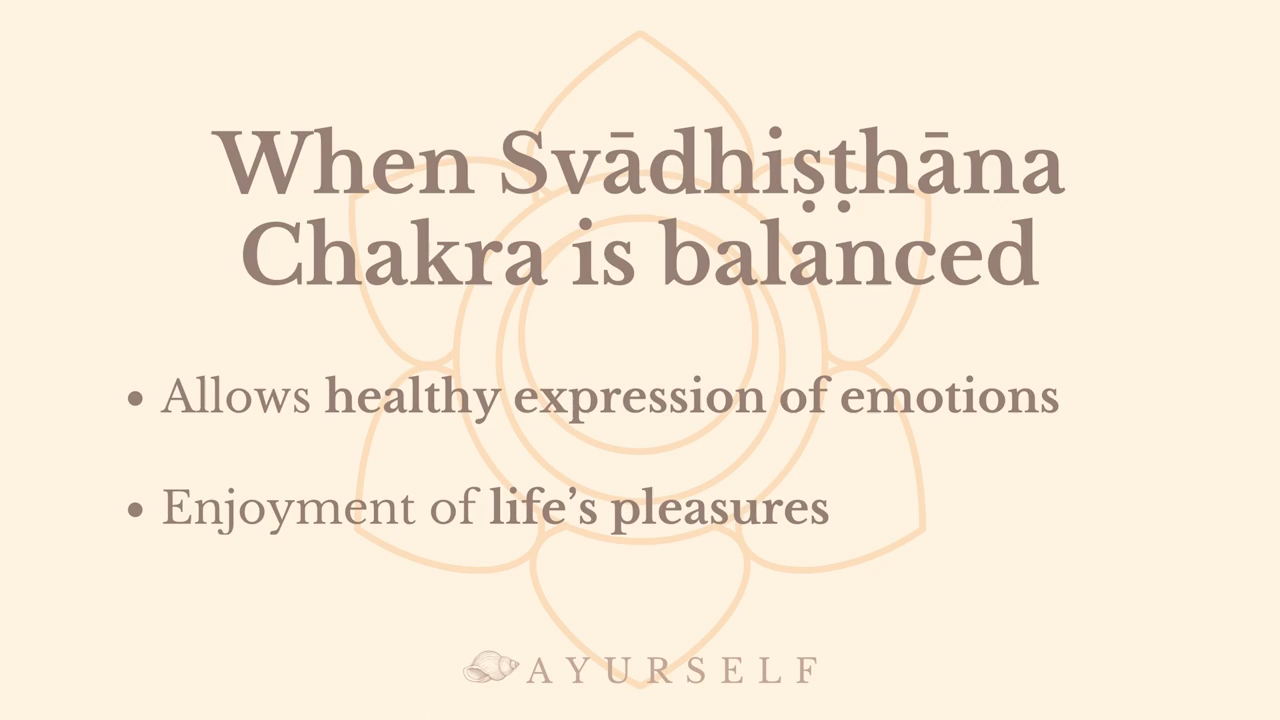 When Svādhiṣṭhāna
Chakra is balanced
• Allows healthy expression of emotions
• Enjoyment of life’s pleasures
AYURSELF